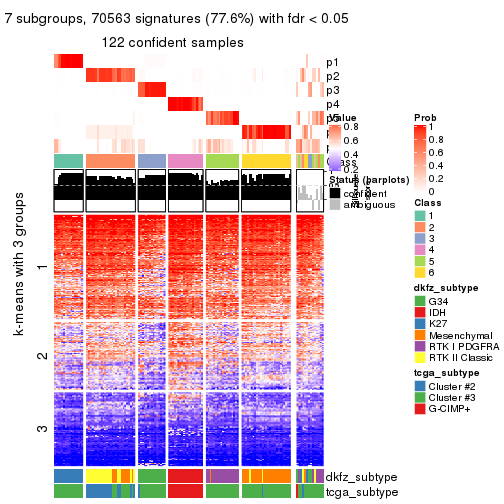 7 subgroups, 70563 signatures (77.6%) with fdr < 0.05
122 confident samples
p1
p2
p3
p4
p5
Class
Value
0.8
0.6
0.4
0.2
Status (barplots)
confident
ambiguous
k-means with 3 groups
1
2
3
Prob
1
0.8
0.6
0.4
0.2
0
Class
1
2
3
4
5
6
dkfz_subtype
G34
IDH
K27
Mesenchymal
RTK I PDGFRA
RTK II Classic
tcga_subtype
Cluster #2
Cluster #3
G-CIMP+
dkfz_subtype
tcga_subtype